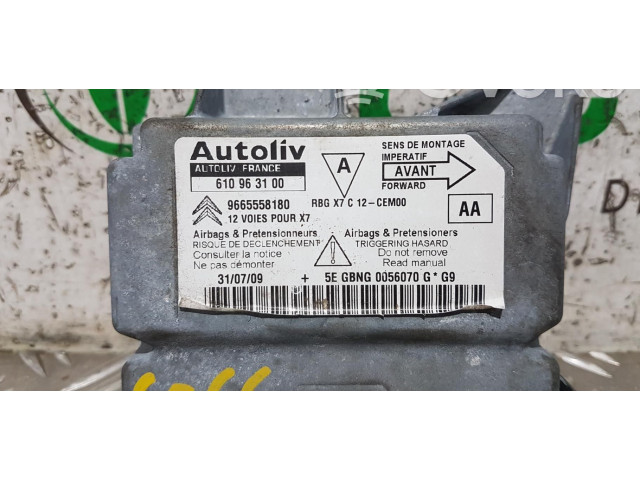 Autoliv
AUTOLIV FRANCE
610 96 31 00
9665558180
12 VOIES POUR X7
A
SENS DE MONTAGE
IMPERATIF
AVANT
FORWARD
RBG X7 C 12-CEM00
AA
Airbags & Pretensionneurs
RISQUE DE DECLENCHEMENT
Consulter la notice
Ne pas démonter
Airbags & Pretensioners
TRIGGERING HASARD
Do not remove
Read manual
31/07/09 + 5E GBNG 0056070 G * G9